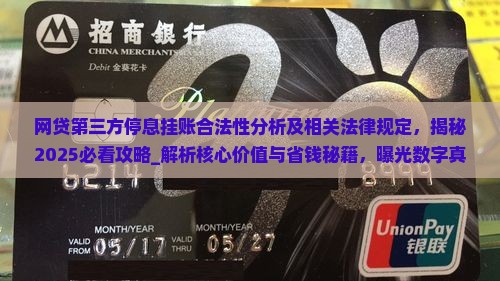 招商银行
CHINA MERCHANTS
Debit 金葵花卡
网贷第三方停息挂账合法性分析及相关法律规定，揭秘
2025必看攻略_解析核心价值与省钱秘籍，曝光数字真
6214
MONTH/YEAR MONTH/YEAR
VALID FROM 05/17 VALID THRU 05/27
UnionPay
银联